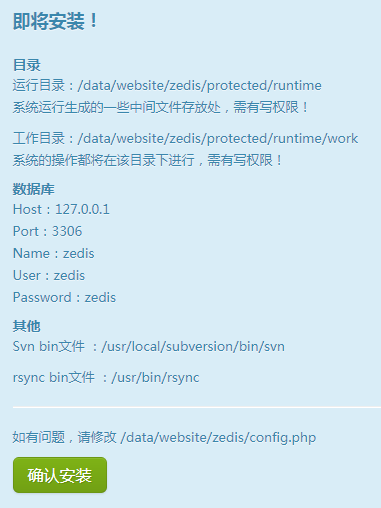 即将安装！
目录
运行目录：/data/website/zedis/protected/runtime
系统运行生成的一些中间文件存放处，需有写权限！
工作目录：/data/website/zedis/protected/runtime/work
系统的操作都将在该目录下进行，需有写权限！
数据库
Host：127.0.0.1
Port：3306
Name：zedis
User：zedis
Password：zedis
其他
Svn bin文件 ：/usr/local/subversion/bin/svn
rsync bin文件 ：/usr/bin/rsync
如有问题，请修改 /data/website/zedis/config.php
确认安装